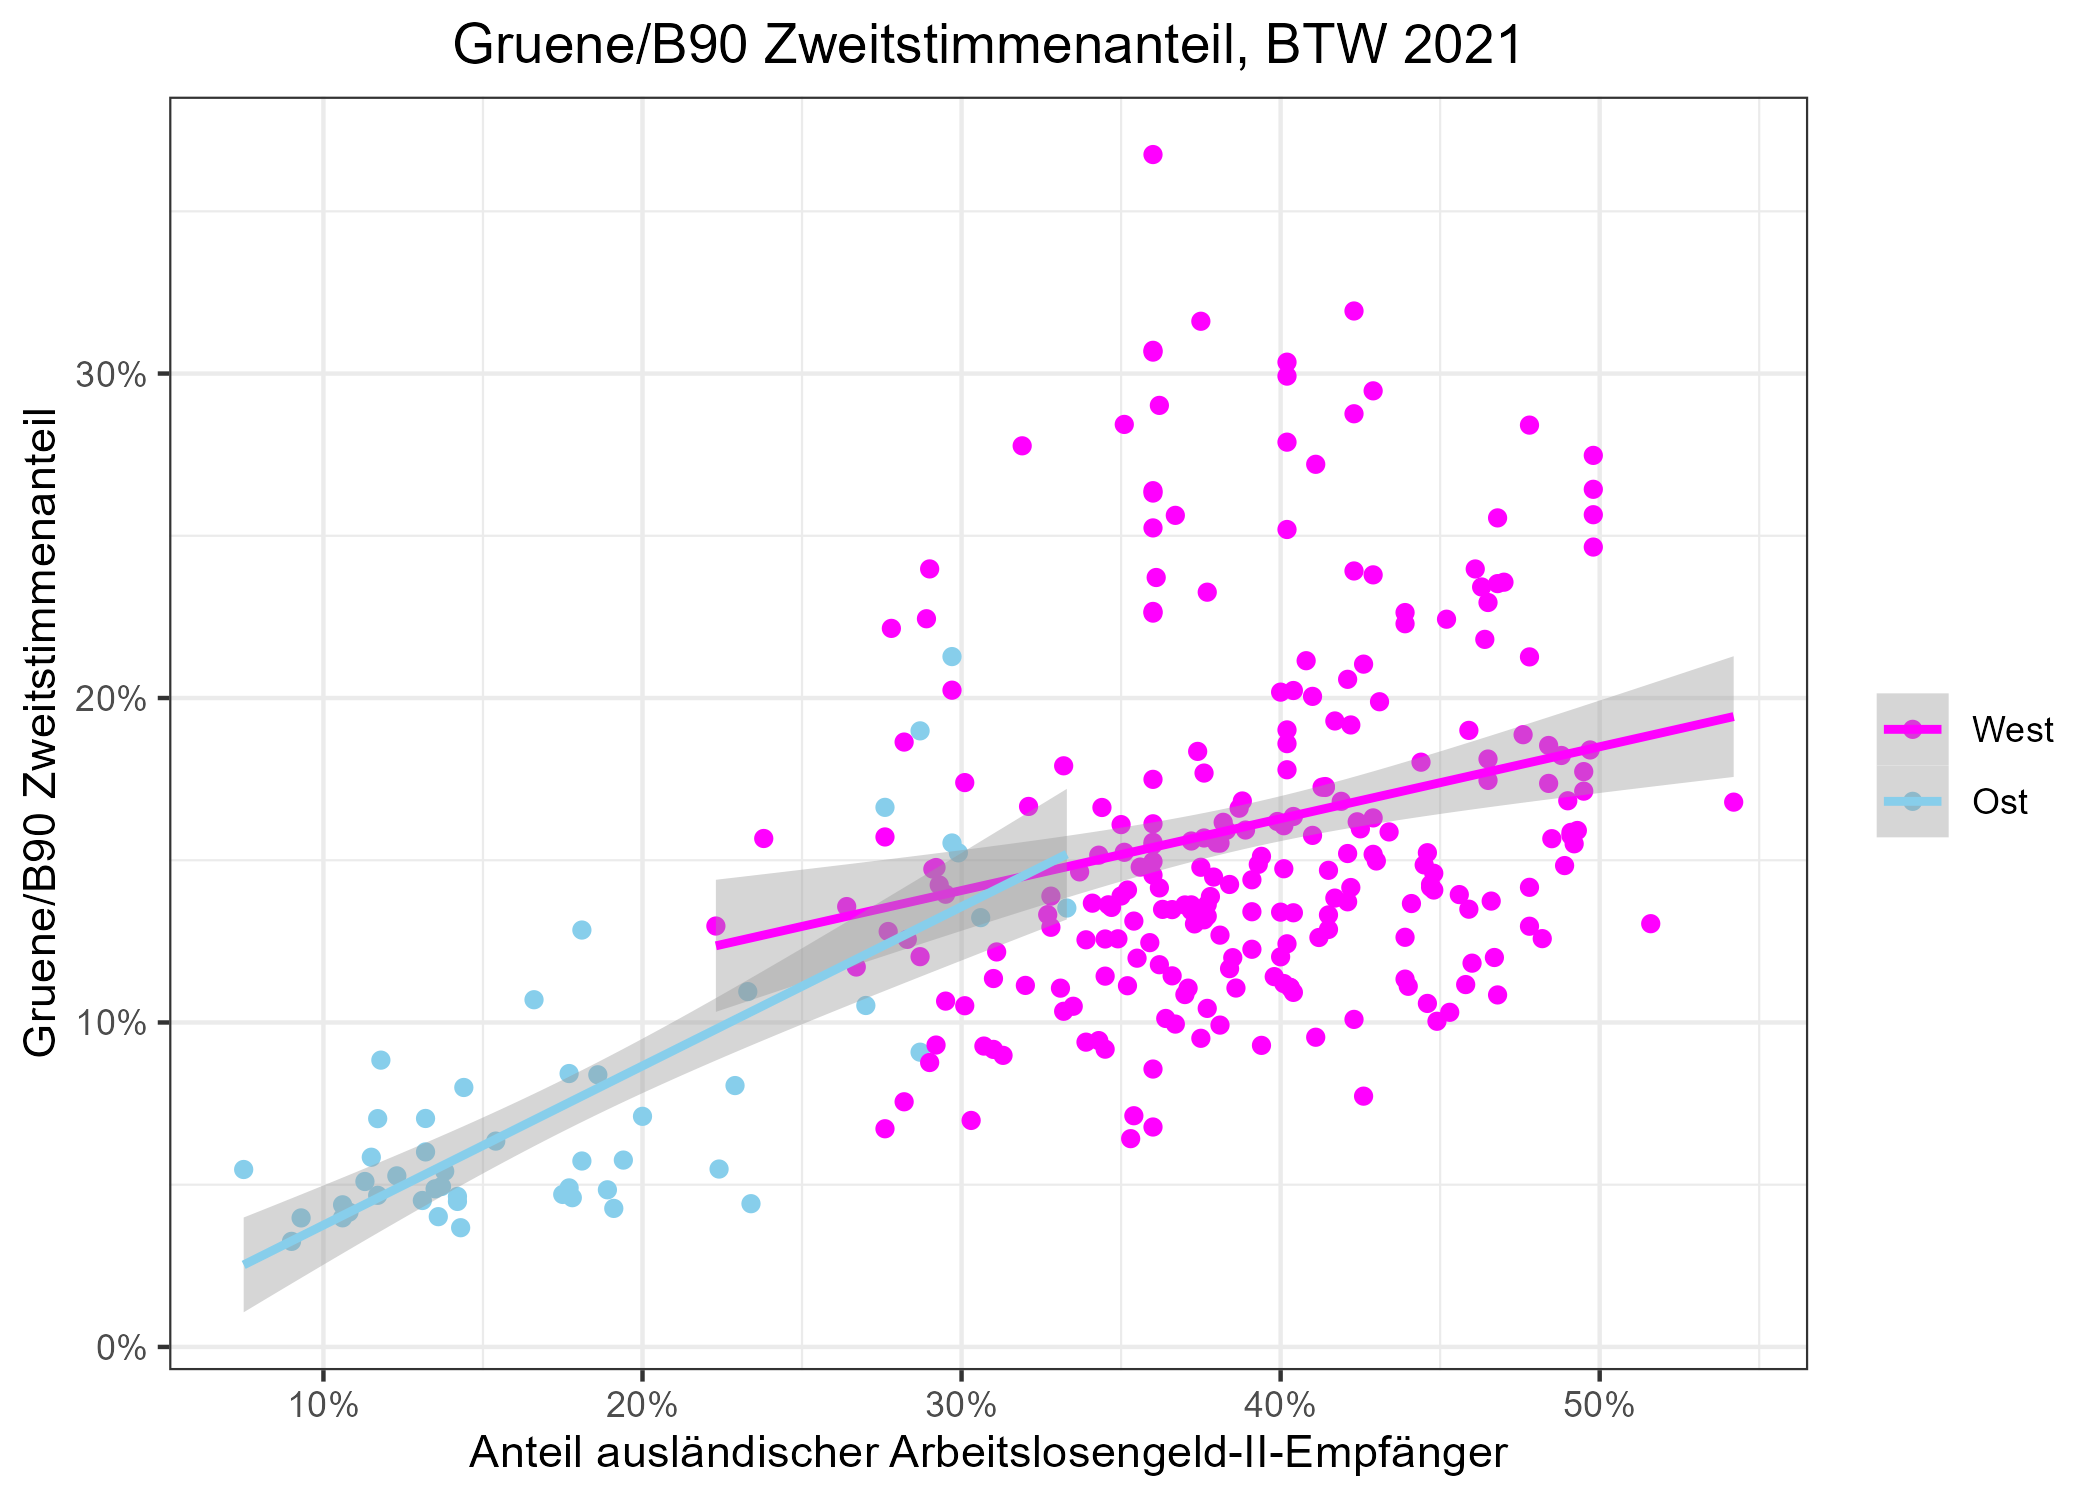 Gruene/B90 Zweitstimmenanteil, BTW 2021
Gruene/B90 Zweitstimmenanteil
30%
20%
10%
0%
10%
20%
30%
40%
50%
Anteil ausländischer Arbeitslosengeld-II-Empfänger
West
Ost